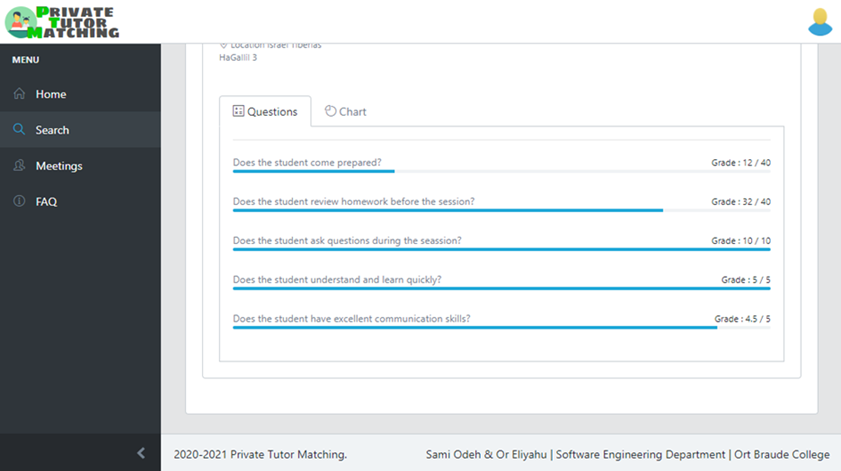 PRIVATE
TUTOR
MATCHING
MENU
Home
Search
Meetings
FAQ
Location Israel Tiberias
HaGallil 3
Questions
Chart
Does the student come prepared? Grade : 12 / 40
Does the student review homework before the session? Grade : 32 / 40
Does the student ask questions during the seassion? Grade : 10 / 10
Does the student understand and learn quickly? Grade : 5 / 5
Does the student have excellent communication skills? Grade : 4.5 / 5
2020-2021 Private Tutor Matching. Sami Odeh & Or Eliyahu | Software Engineering Department | Ort Braude College